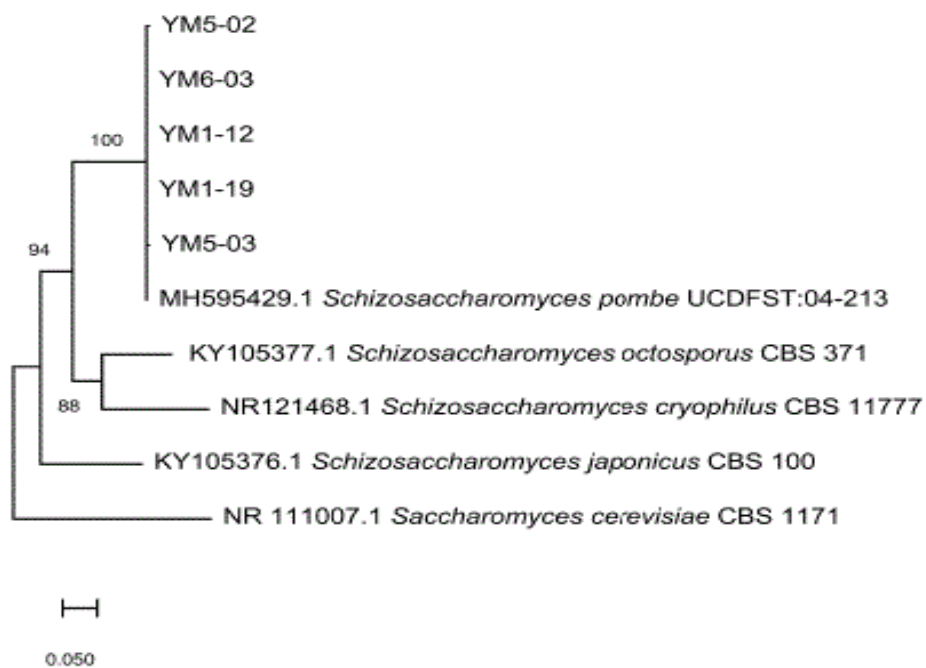 YM5-02
YM6-03
100
YM1-12
YM1-19
94
YM5-03
MH595429.1 Schizosaccharomyces pombe UCDFST:04-213
KY105377.1 Schizosaccharomyces octosporus CBS 371
88
NR121468.1 Schizosaccharomyces cryophilus CBS 11777
KY105376.1 Schizosaccharomyces japonicus CBS 100
NR 111007.1 Saccharomyces cerevisiae CBS 1171
0.050